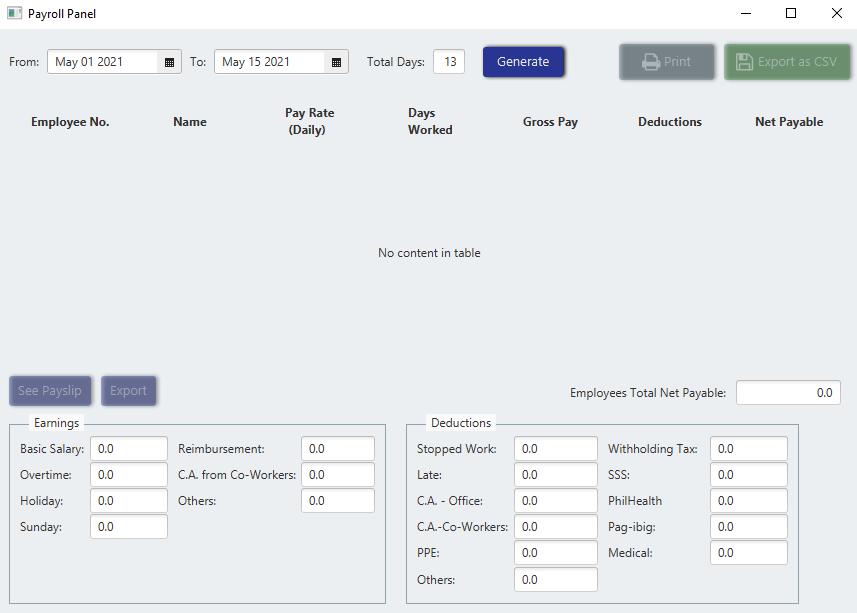 Payroll Panel
From: May 01 2021 To: May 15 2021 Total Days: 13 Generate Print Export as CSV
Employee No. Name Pay Rate (Daily) Days Worked Gross Pay Deductions Net Payable
No content in table
See Payslip Export Employees Total Net Payable: 0.0
Earnings
Basic Salary: 0.0 Reimbursement: 0.0
Overtime: 0.0 C.A. from Co-Workers: 0.0
Holiday: 0.0 Others: 0.0
Sunday: 0.0
Deductions
Stopped Work: 0.0 Withholding Tax: 0.0
Late: 0.0 SSS: 0.0
C.A. - Office: 0.0 PhilHealth 0.0
C.A.-Co-Workers: 0.0 Pag-ibig: 0.0
PPE: 0.0 Medical: 0.0
Others: 0.0